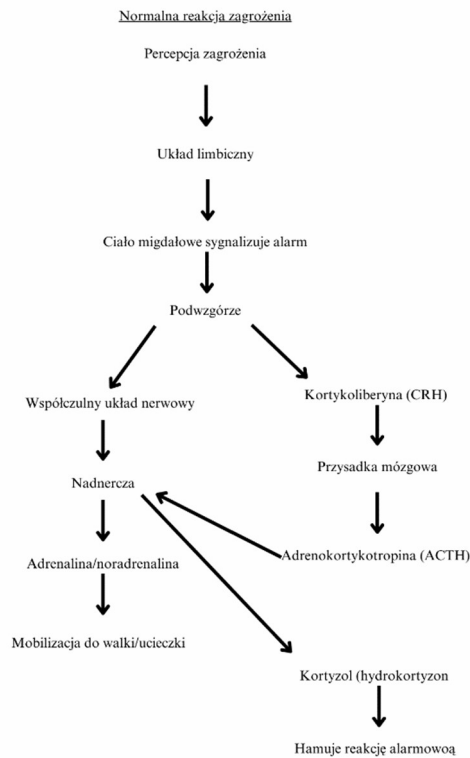 Normalna reakcja zagrożenia
Percepcja zagrożenia
Układ limbiczny
Ciało migdałowe sygnalizuje alarm
Podwzgórze
Współczulny układ nerwowy
Kortykoliberyna (CRH)
Przysadka mózgowa
Nadnercza
Adrenokortykotropina (ACTH)
Adrenalina/noradrenalina
Mobilizacja do walki/ucieczki
Kortyzol (hydrokortyzon
Hamuje reakcję alarmowoą